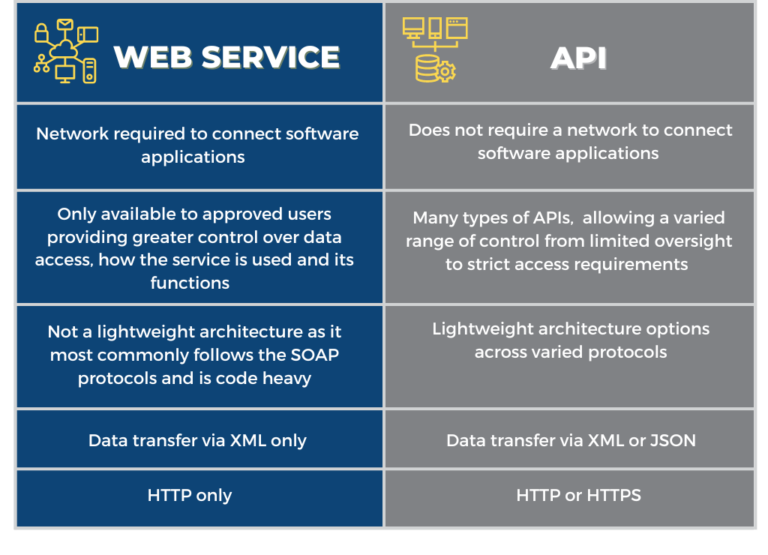 WEB SERVICE
API
Network required to connect software
applications
Does not require a network to connect
software applications
Only available to approved users
providing greater control over data
access, how the service is used and its
functions
Many types of APIs, allowing a varied
range of control from limited oversight
to strict access requirements
Not a lightweight architecture as it
most commonly follows the SOAP
protocols and is code heavy
Lightweight architecture options
across varied protocols
Data transfer via XML only
Data transfer via XML or JSON
HTTP only
HTTP or HTTPS